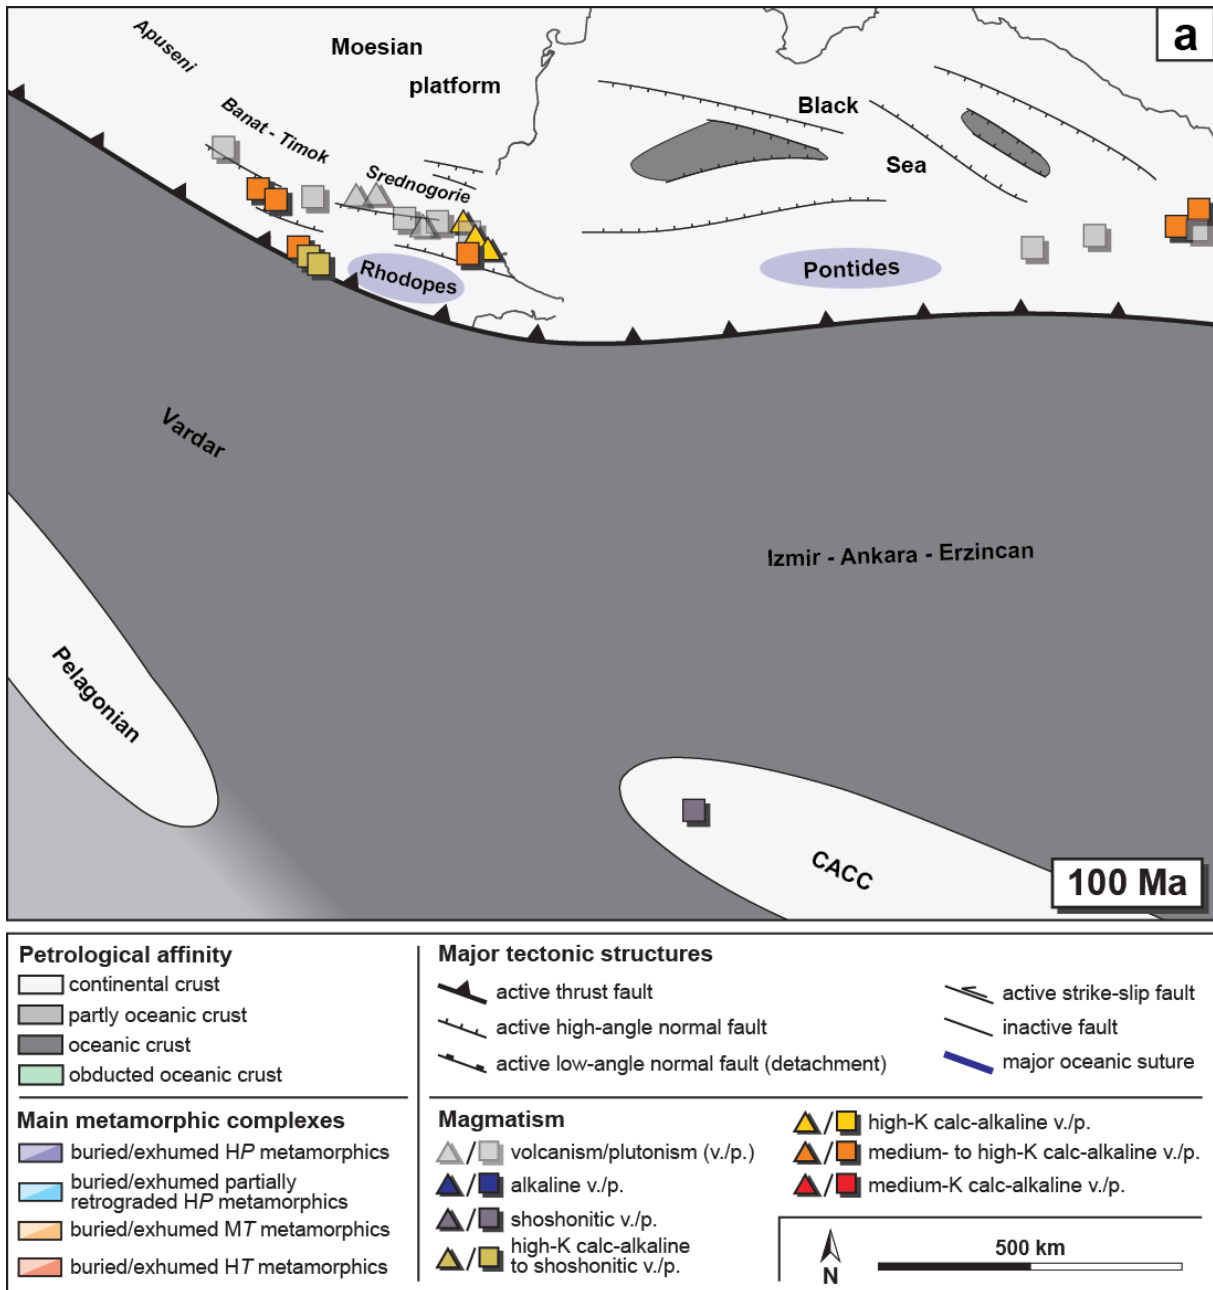 a
Apuseni
Moesian
platform
Banat - Timok
Srednogorie
Black
Sea
Rhodopes
Pontides
Vardar
Izmir - Ankara - Erzincan
Pelagonian
CACC
100 Ma
Petrological affinity
continental crust
partly oceanic crust
oceanic crust
obducted oceanic crust
Main metamorphic complexes
buried/exhumed HP metamorphics
buried/exhumed partially
retrograded HP metamorphics
buried/exhumed MT metamorphics
buried/exhumed HT metamorphics
Major tectonic structures
active thrust fault
active high-angle normal fault
active low-angle normal fault (detachment)
active strike-slip fault
inactive fault
major oceanic suture
Magmatism
volcanism/plutonism (v./p.)
alkaline v./p.
shoshonitic v./p.
high-K calc-alkaline
to shoshonitic v./p.
high-K calc-alkaline v./p.
medium- to high-K calc-alkaline v./p.
medium-K calc-alkaline v./p.
N
500 km